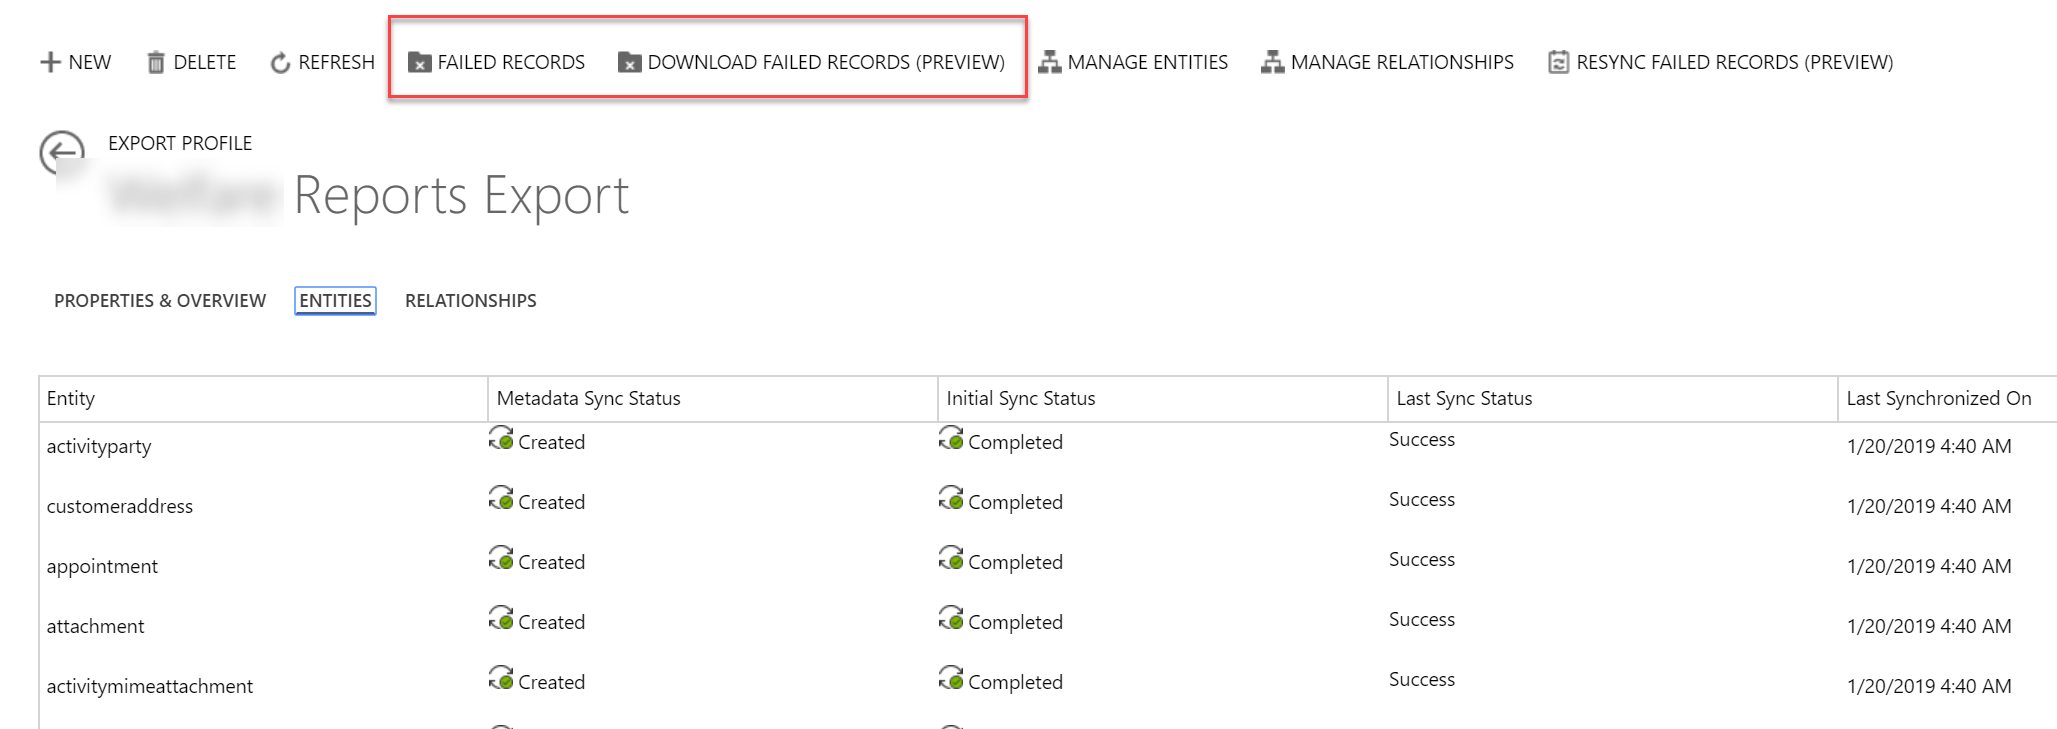 NEW DELETE REFRESH FAILED RECORDS DOWNLOAD FAILED RECORDS (PREVIEW) MANAGE ENTITIES MANAGE RELATIONSHIPS RESYNC FAILED RECORDS (PREVIEW)
EXPORT PROFILE
Reports Export
PROPERTIES & OVERVIEW ENTITIES RELATIONSHIPS
Entity Metadata Sync Status Initial Sync Status Last Sync Status Last Synchronized On
activityparty Created Completed Success 1/20/2019 4:40 AM
customeraddress Created Completed Success 1/20/2019 4:40 AM
appointment Created Completed Success 1/20/2019 4:40 AM
attachment Created Completed Success 1/20/2019 4:40 AM
activitymimeattachment Created Completed Success 1/20/2019 4:40 AM